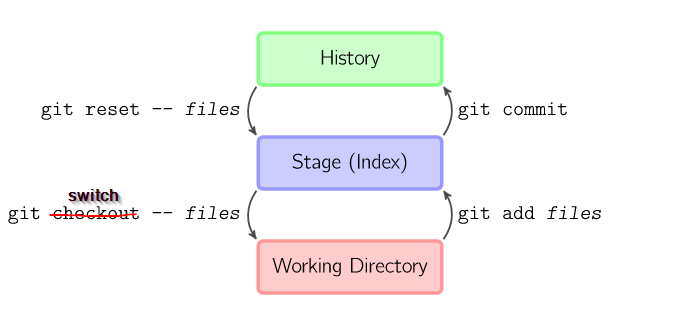 History
git reset -- files
git commit
Stage (Index)
switch
git checkout -- files
git add files
Working Directory